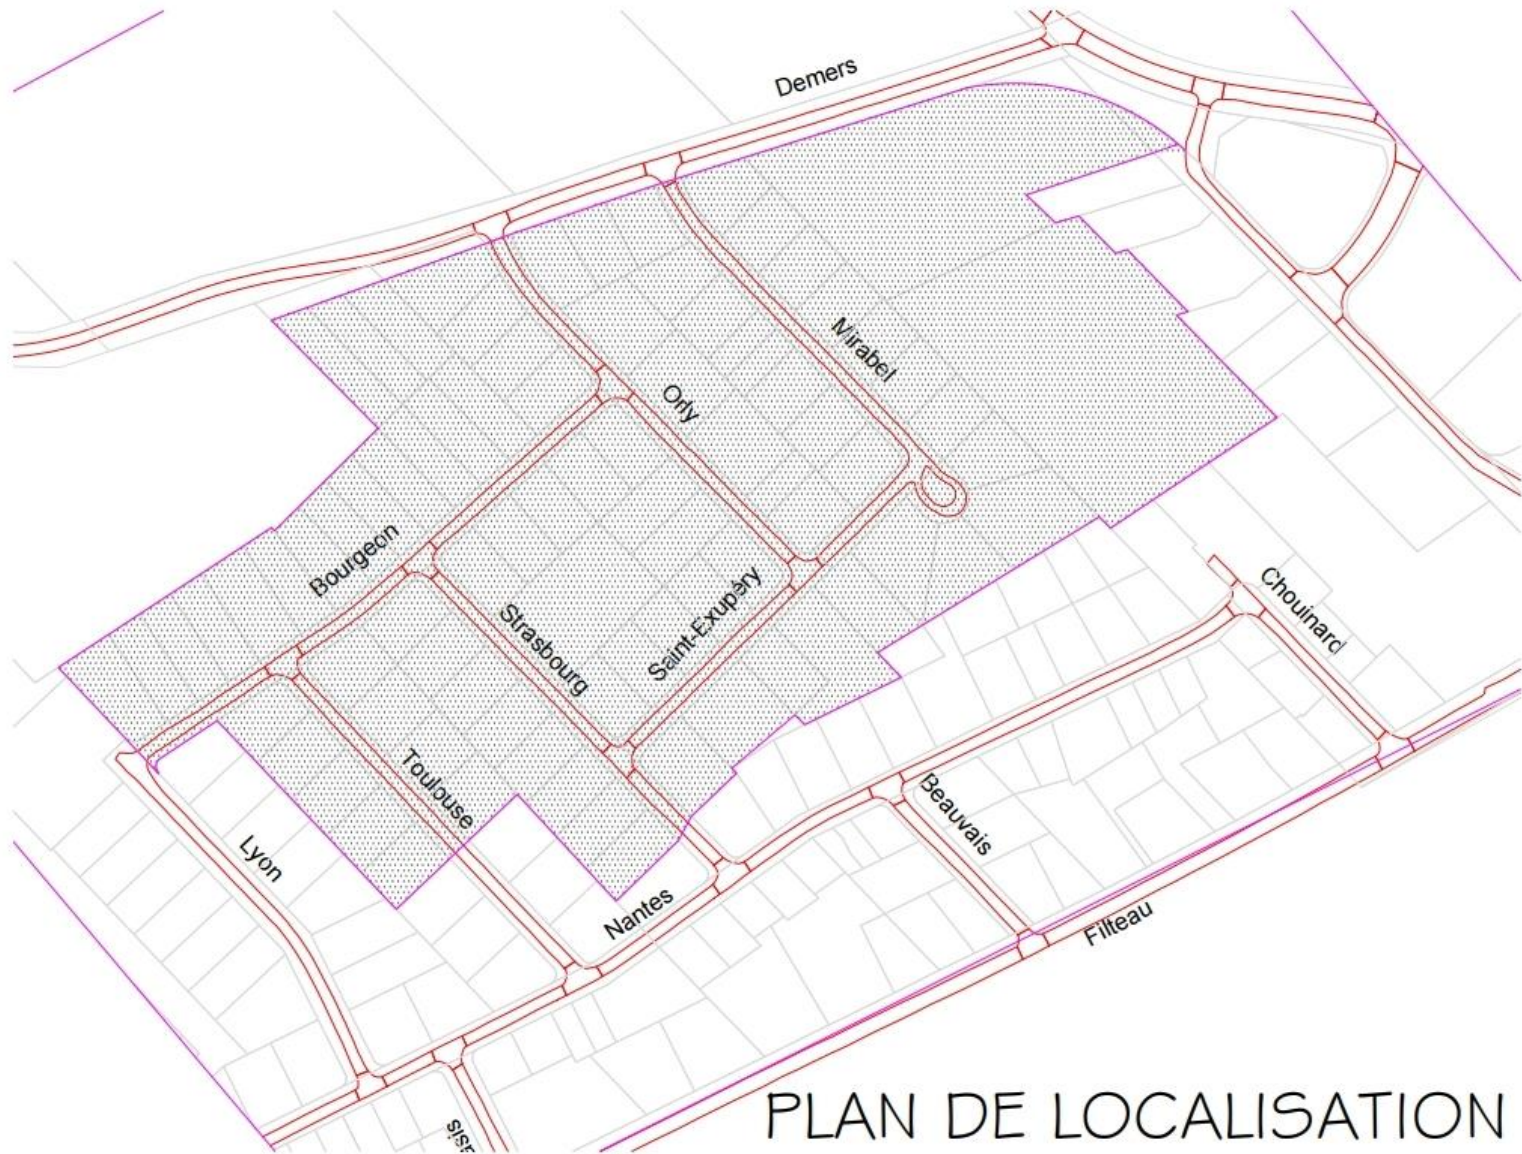 Demers
Mirabel
Orly
Bourgeon
Saint-Exupéry
Strasbourg
Chouinard
Toulouse
Beauvais
Lyon
Nantes
Filteau
PLAN DE LOCALISATION